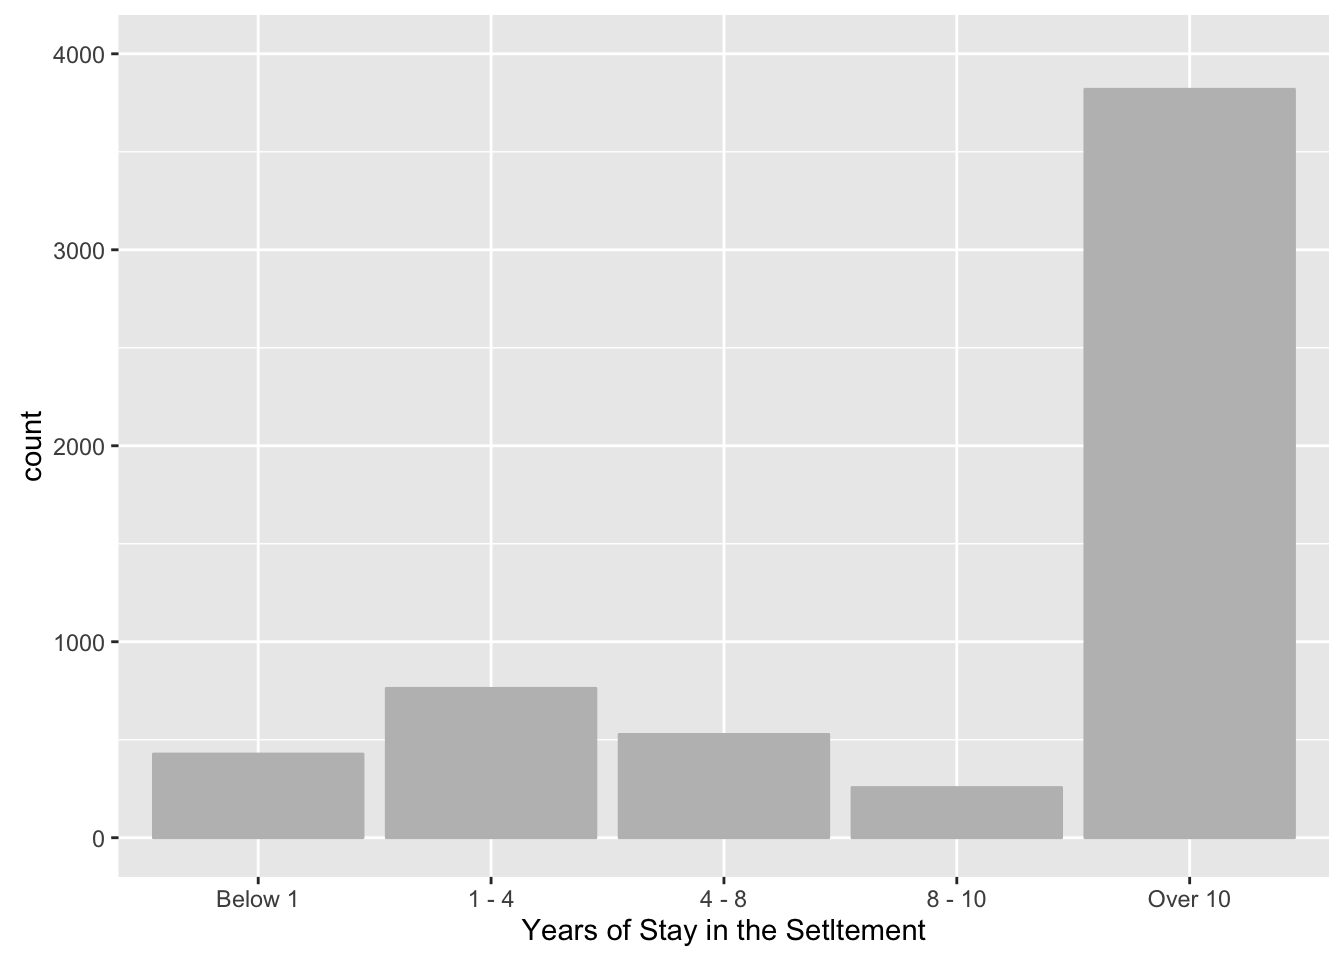 4000
3000
2000
1000
0
count
Below 1
1 - 4
4 - 8
8 - 10
Over 10
Years of Stay in the Setltement